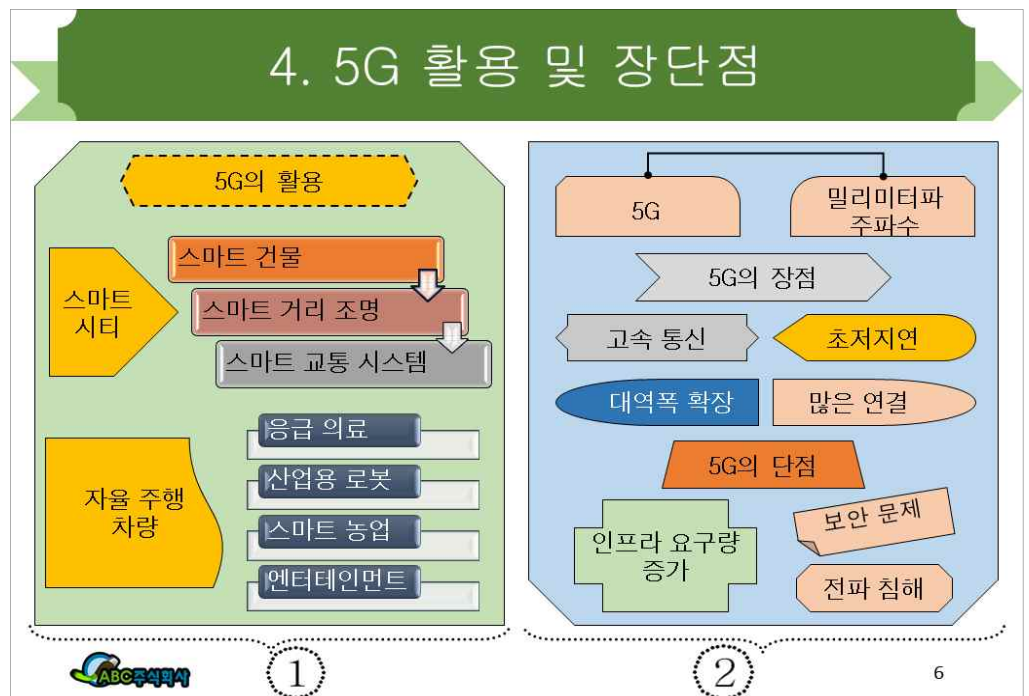 4. 5G 활용 및 장단점
5G의 활용
스마트
시티
스마트 건물
스마트 거리 조명
스마트 교통 시스템
자율 주행
차량
응급 의료
산업용 로봇
스마트 농업
엔터테인먼트
5G
밀리미터파
주파수
5G의 장점
고속 통신
초저지연
대역폭 확장
많은 연결
5G의 단점
인프라 요구량
증가
보안 문제
전파 침해
ABC주식회사
1
2
6